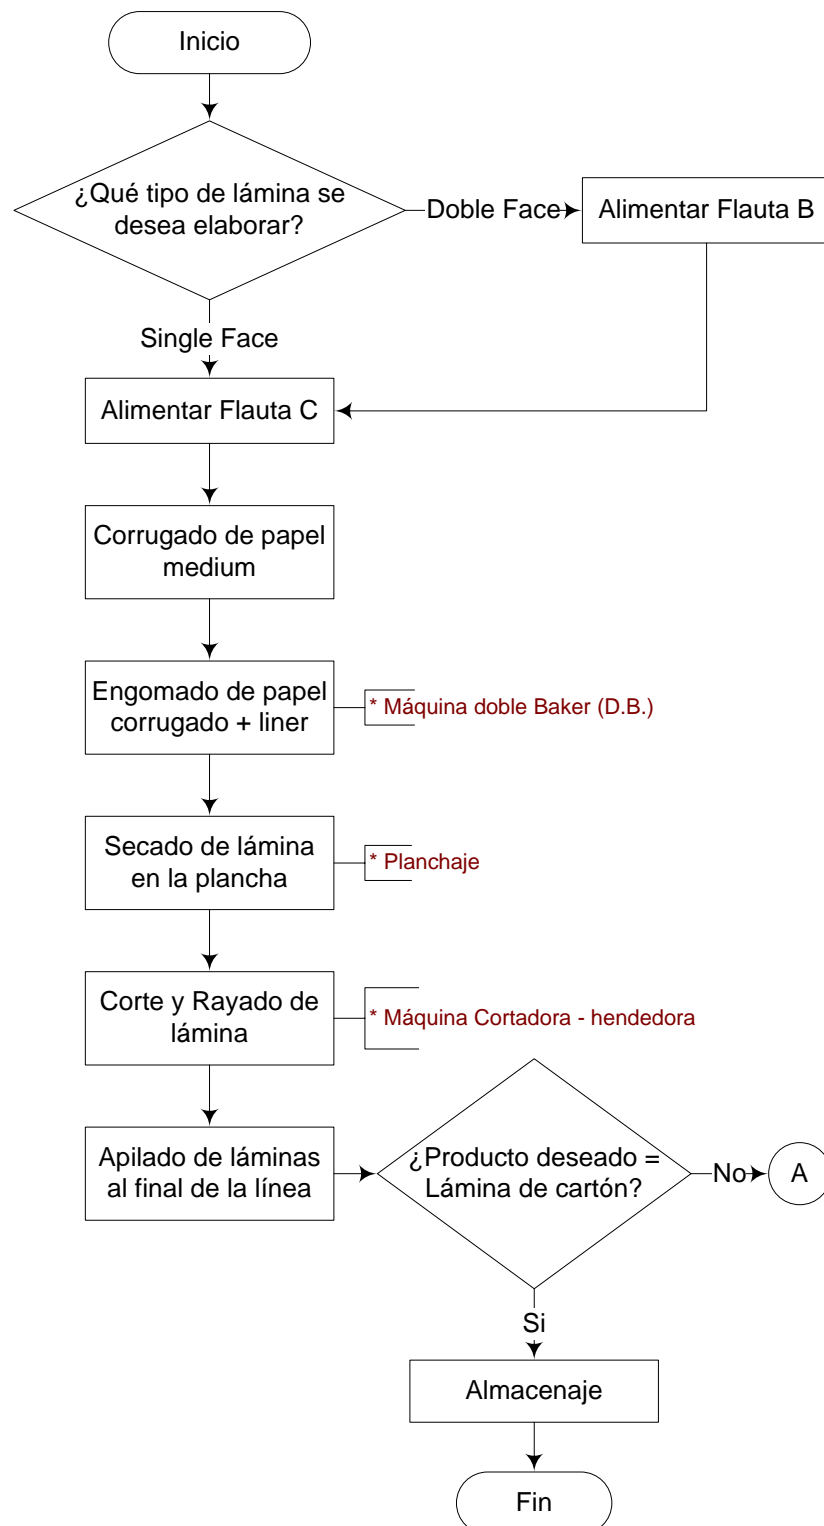 Inicio
¿Qué tipo de lámina se
desea elaborar?
Doble Face
Alimentar Flauta B
Single Face
Alimentar Flauta C
Corrugado de papel
medium
Engomado de papel
corrugado + liner
* Máquina doble Baker (D.B.)
Secado de lámina
en la plancha
* Planchaje
Corte y Rayado de
lámina
* Máquina Cortadora - hendedora
Apilado de láminas
al final de la línea
¿Producto deseado =
Lámina de cartón?
No
A
Si
Almacenaje
Fin